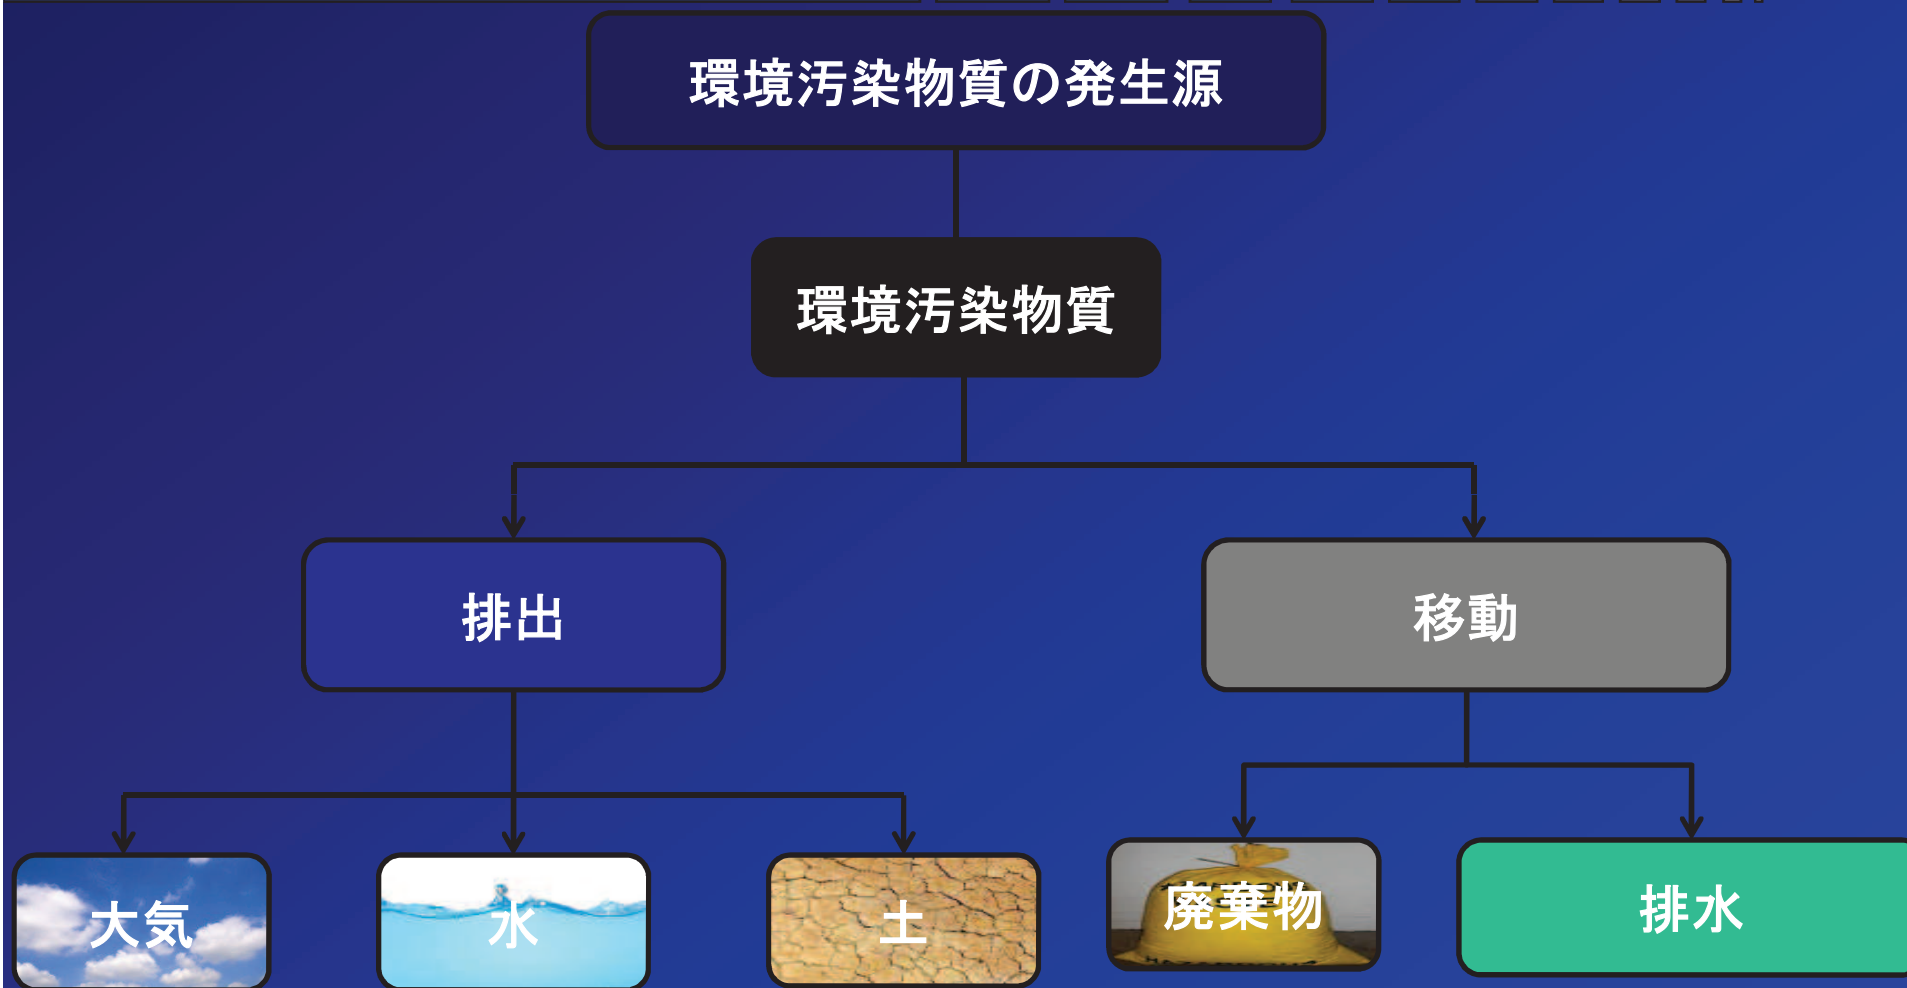 環境汚染物質の発生源
環境汚染物質
排出
移動
大気
水
土
廃棄物
排水